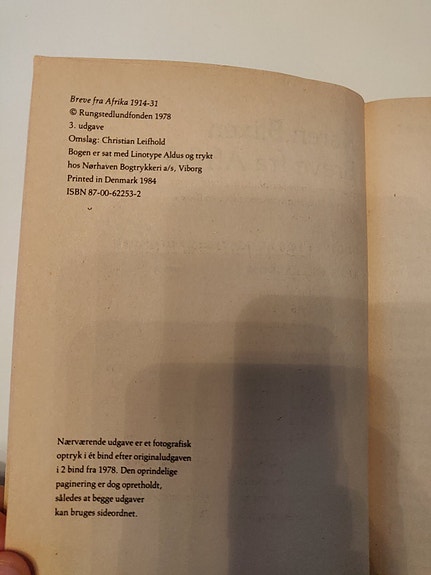 Breve fra Afrika 1914-31
© Rungstedlundfonden 1978
3. udgave
Omslag: Christian Leifhold
Bogen er sat med Linotype Aldus og trykt
hos Nørhaven Bogtrykkeri a/s, Viborg
Printed in Denmark 1984
ISBN 87-00-62253-2
Nærværende udgave er et fotografisk
optryk i ét bind efter originaludgaven
i 2 bind fra 1978. Den oprindelige
paginering er dog opretholdt,
således at begge udgaver
kan bruges sideordnet.